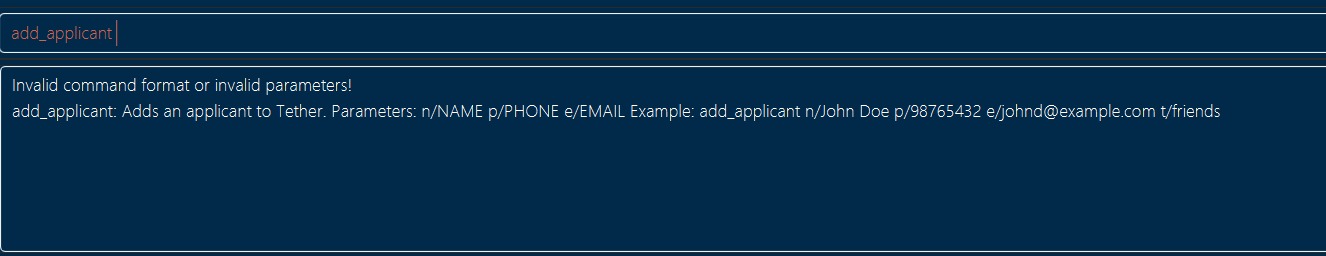 add_applicant
Invalid command format or invalid parameters!
add_applicant: Adds an applicant to Tether. Parameters: n/NAME p/PHONE e/EMAIL Example: add_applicant n/John Doe p/98765432 e/johnd@example.com t/friends